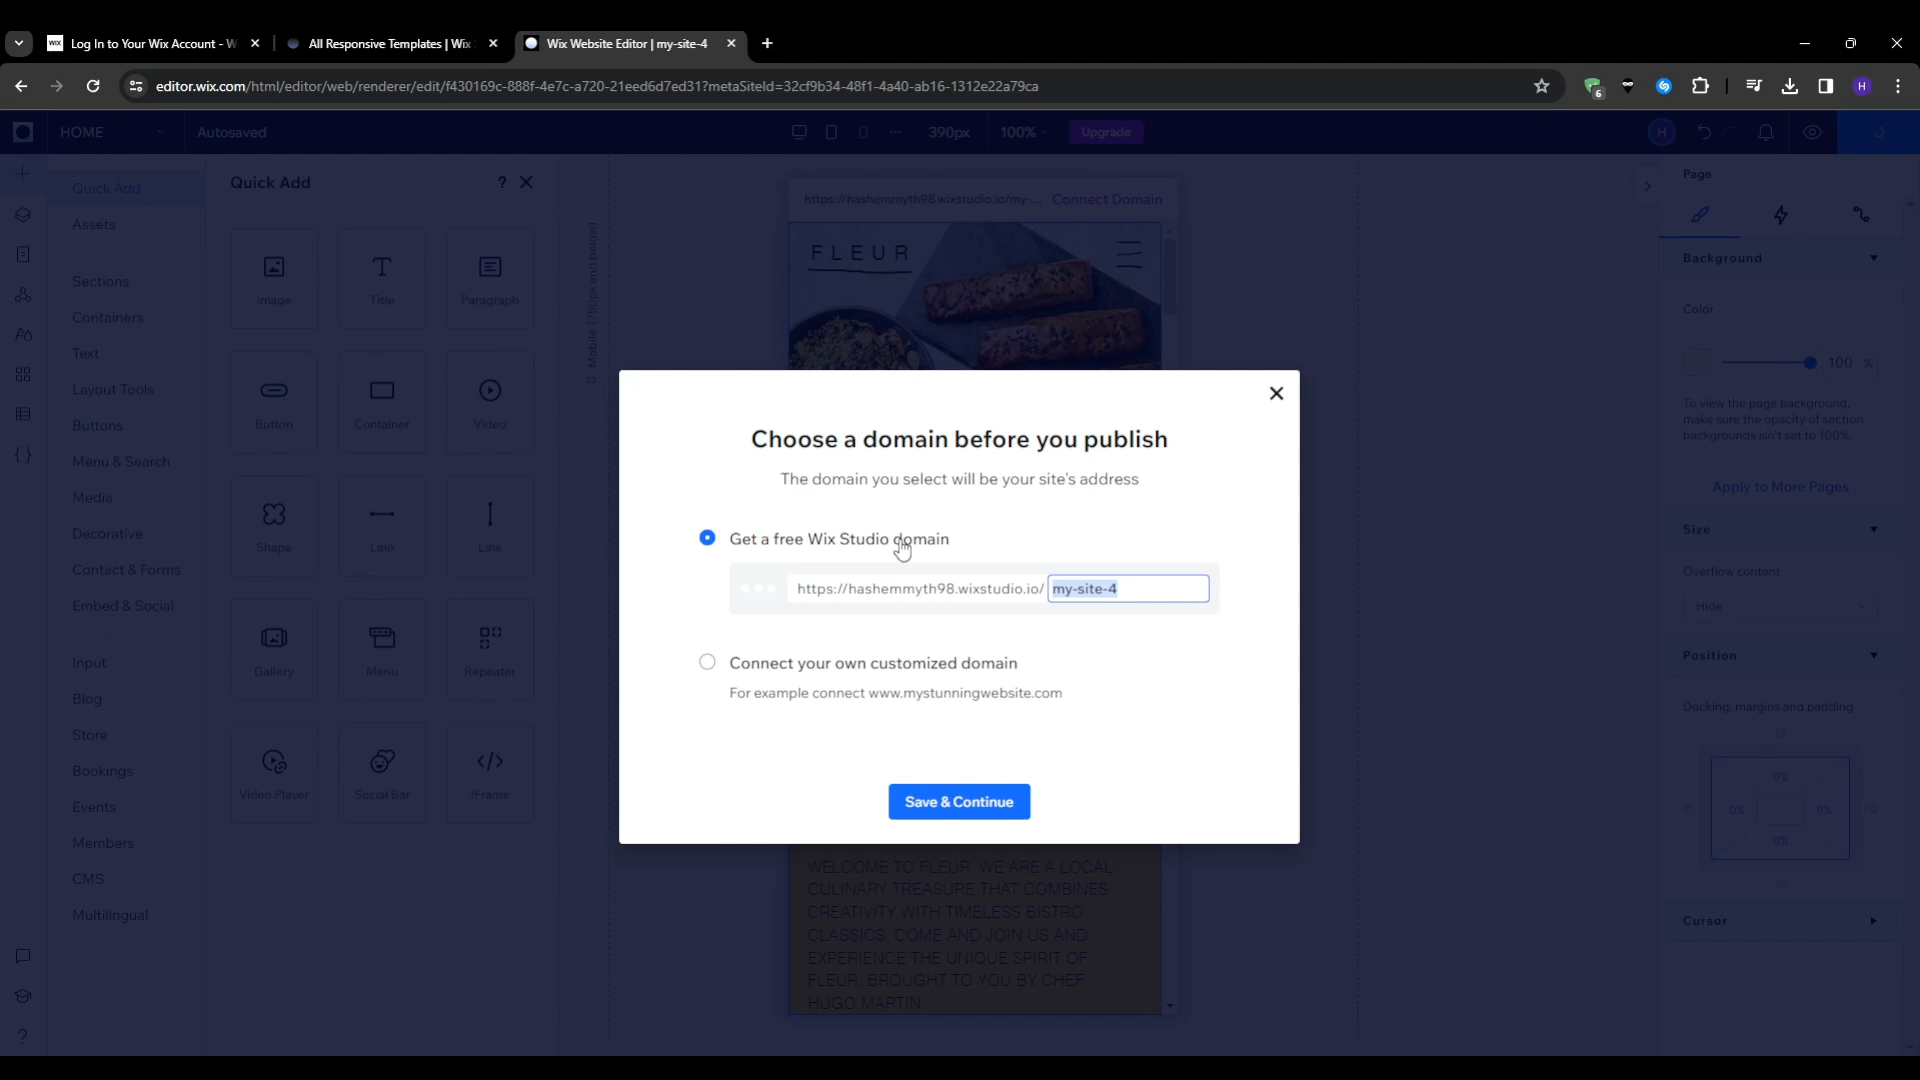 Log In to Your Wix Account - W
All Responsive Templates | Wix
Wix Website Editor | my-site-4
editor.wix.com/html/editor/web/renderer/edit/f430169c-888f-4e7c-a720-21eed6d7ed31?metaSiteId=32cf9b34-48f1-4a40-ab16-1312e22a79ca
6
H
HOME
Autosaved
390px
100%
Upgrade
H
Quick Add
Assets
Sections
Containers
Text
Layout Tools
Buttons
Menu & Search
Media
Decorative
Contact & Forms
Embed & Social
Input
Blog
Store
Bookings
Events
Members
CMS
Multilingual
Quick Add
?
Image
Title
Paragraph
Button
Container
Video
Shape
Line
Line
Gallery
Menu
Repeater
Video Player
Social Bar
IFrame
Mobile (750px and below)
https://hashemmyth98.wixstudio.io/my-...
Connect Domain
FLEUR
Choose a domain before you publish
The domain you select will be your site's address
Get a free Wix Studio domain
https://hashemmyth98.wixstudio.io/ my-site-4
Connect your own customized domain
For example connect www.mystunningwebsite.com
Save & Continue
WELCOME TO FLEUR. WE ARE A LOCAL
CULINARY TREASURE THAT COMBINES
CREATIVITY WITH TIMELESS BISTRO
CLASSICS. COME AND JOIN US AND
EXPERIENCE THE UNIQUE SPIRIT OF
FLEUR, BROUGHT TO YOU BY CHEF
HUGO MARTIN.
Page
Background
Color
100 %
To view the page background,
make sure the opacity of section
backgrounds isn't set to 100%.
Apply to More Pages
Size
Overflow content
Hide
Position
Docking, margins and padding
0%
0%
0%
0%
Cursor